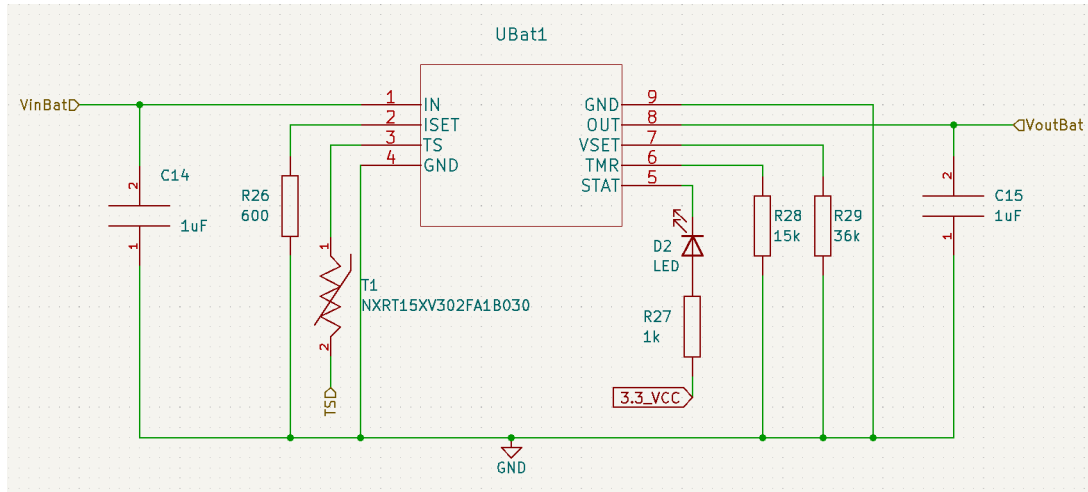 UBat1
VinBat
1
IN
2
ISET
3
TS
4
GND
9
GND
8
OUT
7
VSET
6
TMR
5
STAT
VoutBat
2
C14
1uF
1
R26
600
1
T1
NXRT15XV302FA1B030
2
TSD
D2
LED
R27
1k
3.3_VCC
R28
15k
R29
36k
2
C15
1uF
1
GND